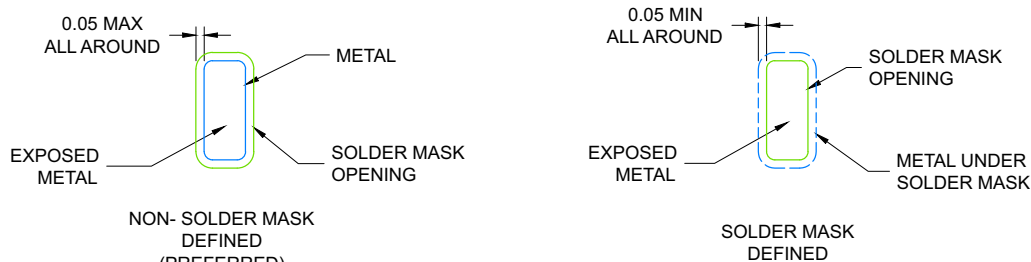 0.05 MAX
ALL AROUND
METAL
EXPOSED
METAL
SOLDER MASK
OPENING
NON- SOLDER MASK
DEFINED
(PREFERRED)
0.05 MIN
ALL AROUND
SOLDER MASK
OPENING
EXPOSED
METAL
METAL UNDER
SOLDER MASK
SOLDER MASK
DEFINED